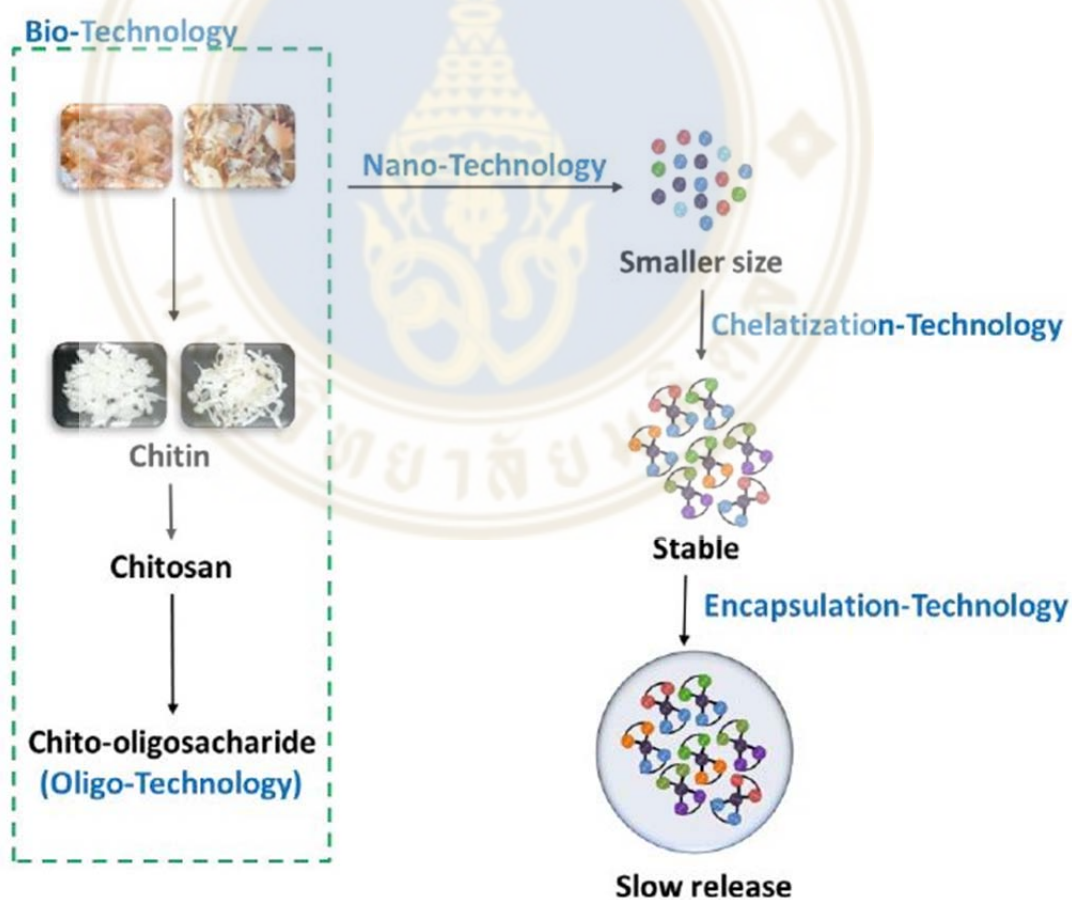 Bio-Technology
Nano-Technology
Smaller size
Chelatization-Technology
Chitin
Chitosan
Stable
Encapsulation-Technology
Chito-oligosacharide
(Oligo-Technology)
Slow release